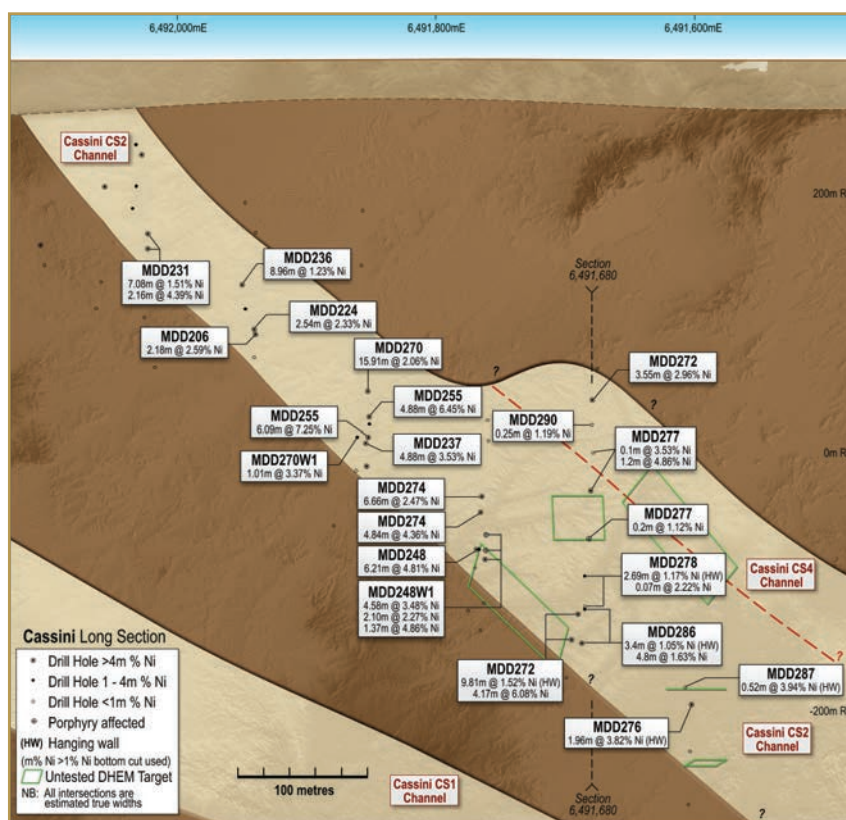 6,492,000mE
6,491,800mE
6,491,600mE
Cassini CS2
Channel
200m R
MDD231
7.08m @ 1.51% Ni
2.16m @ 4.39% Ni
MDD236
8.96m @ 1.23% Ni
Section
6,491,680
MDD224
2.54m @ 2.33% Ni
MDD206
2.18m @ 2.59% Ni
MDD270
15.91m @ 2.06% Ni
?
MDD272
3.55m @ 2.96% Ni
?
MDD255
4.88m @ 6.45% Ni
MDD255
6.09m @ 7.25% Ni
MDD290
0.25m @ 1.19% Ni
MDD237
4.88m @ 3.53% Ni
MDD277
0.1m @ 3.53% Ni
1.2m @ 4.86% Ni
0m R
MDD270W1
1.01m @ 3.37% Ni
MDD274
6.66m @ 2.47% Ni
MDD274
4.84m @ 4.36% Ni
MDD277
0.2m @ 1.12% Ni
MDD248
6.21m @ 4.81% Ni
MDD278
2.69m @ 1.17% Ni (HW)
0.07m @ 2.22% Ni
Cassini CS4
Channel
MDD248W1
4.58m @ 3.48% Ni
2.10m @ 2.27% Ni
1.37m @ 4.86% Ni
MDD286
3.4m @ 1.05% Ni (HW)
4.8m @ 1.63% Ni
?
MDD272
9.81m @ 1.52% Ni (HW)
4.17m @ 6.08% Ni
?
MDD287
0.52m @ 3.94% Ni (HW)
-200m R
MDD276
1.96m @ 3.82% Ni (HW)
Cassini CS2
Channel
Cassini Long Section
Drill Hole >4m % Ni
Drill Hole 1 - 4m % Ni
Drill Hole <1m % Ni
Porphyry affected
(HW) Hanging wall
(m% Ni >1% Ni bottom cut used)
Untested DHEM Target
NB: All intersections are
estimated true widths
100 metres
Cassini CS1
Channel
Section
6,491,680
?